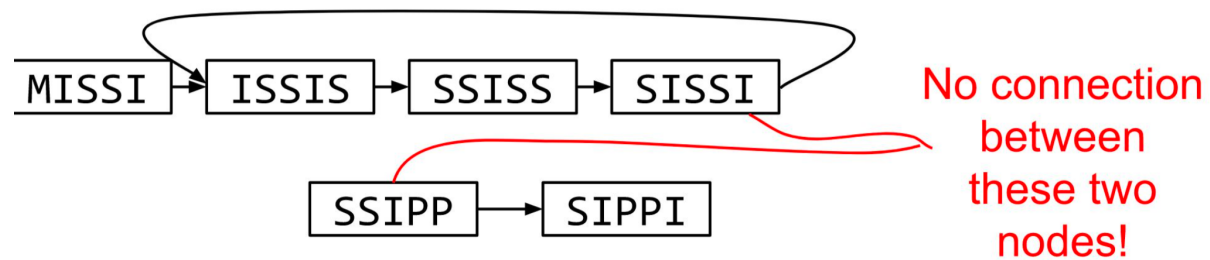 MISSI ISSIS SSISS SISSI
SSIPP SIPPI
No connection
between
these two
nodes!